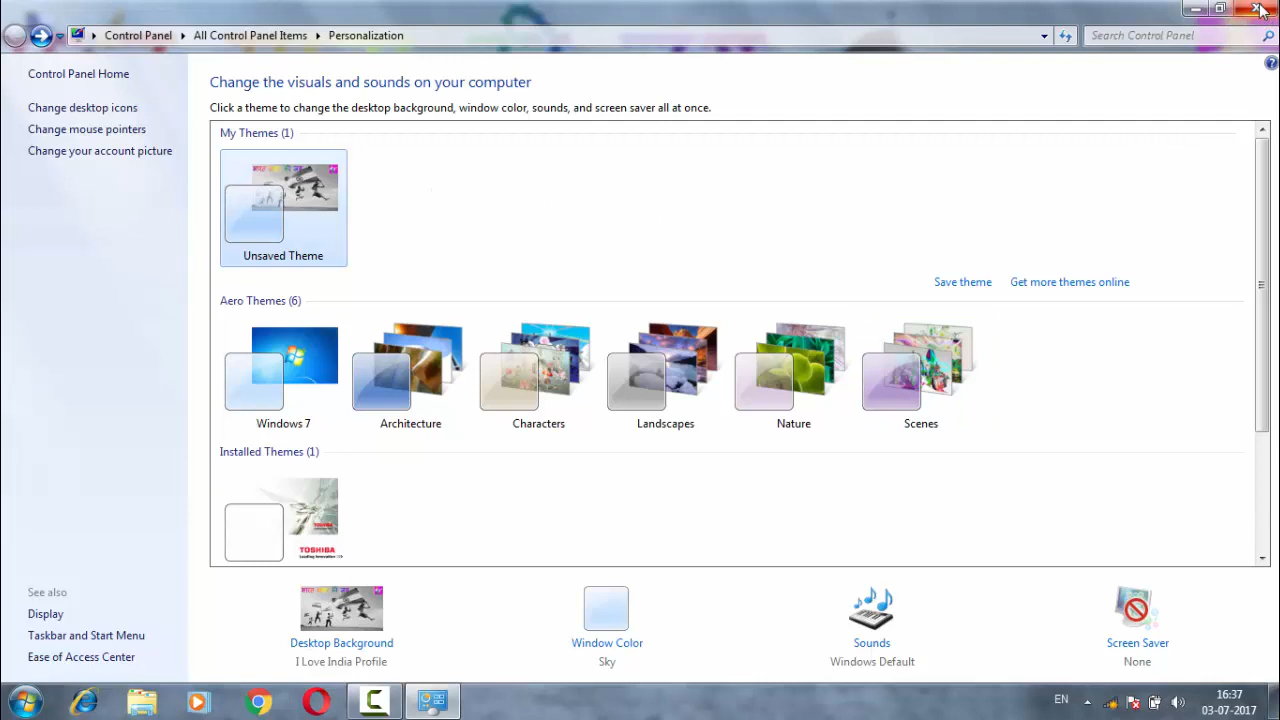 Control Panel
All Control Panel Items
Personalization
Search Control Panel
Control Panel Home
Change desktop icons
Change mouse pointers
Change your account picture
Change the visuals and sounds on your computer
Click a theme to change the desktop background, window color, sounds, and screen saver all at once.
My Themes (1)
Unsaved Theme
Save theme
Get more themes online
Aero Themes (6)
Windows 7
Architecture
Characters
Landscapes
Nature
Scenes
Installed Themes (1)
TOSHIBA
Leading Innovation
See also
Display
Taskbar and Start Menu
Ease of Access Center
Desktop Background
I Love India Profile
Window Color
Sky
Sounds
Windows Default
Screen Saver
None
EN
16:37
03-07-2017